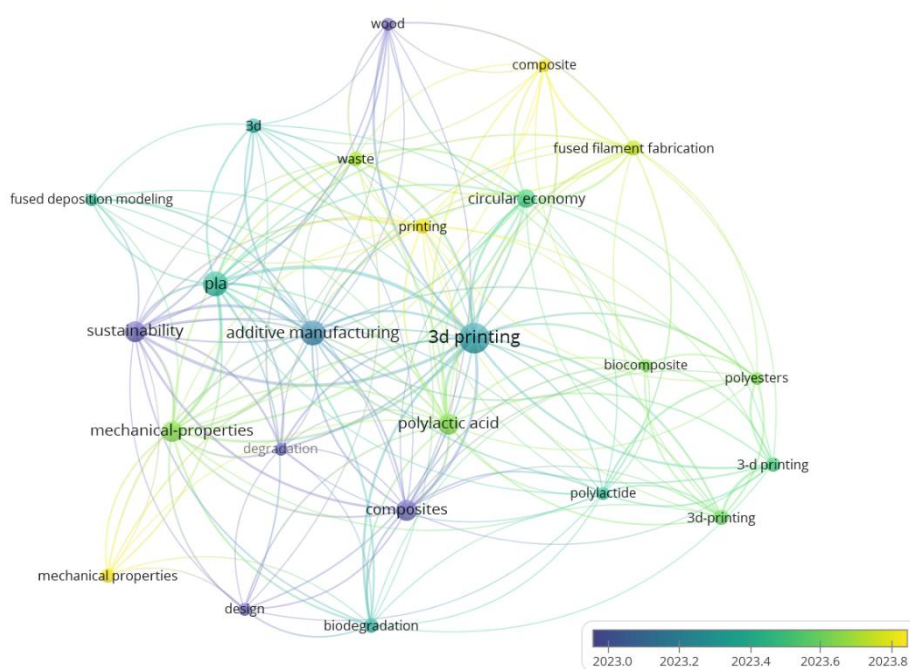 wood
composite
3d
fused filament fabrication
waste
fused deposition modeling
circular economy
printing
pla
sustainability
additive manufacturing
3d printing
biocomposite
polyesters
polylactic acid
mechanical-properties
degradation
3-d printing
polylactide
composites
3d-printing
mechanical properties
design
biodegradation
2023.0 2023.2 2023.4 2023.6 2023.8